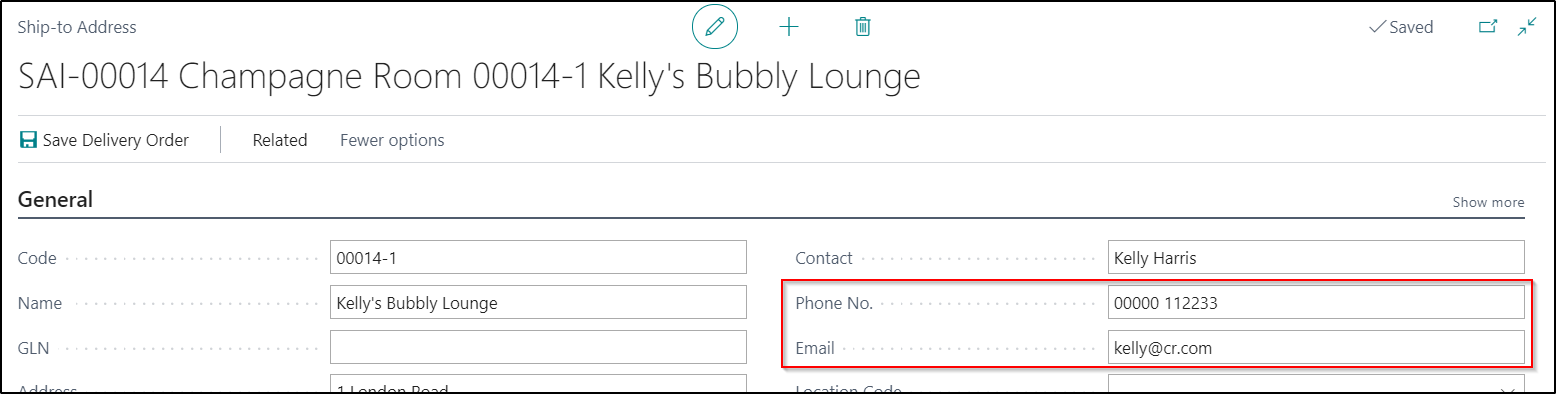 Ship-to Address
Saved
SAI-00014 Champagne Room 00014-1 Kelly's Bubbly Lounge
Save Delivery Order Related Fewer options
General
Show more
Code 00014-1
Contact Kelly Harris
Name Kelly's Bubbly Lounge
Phone No. 00000 112233
GLN
Email kelly@cr.com
Address 1 London Road
Location Code